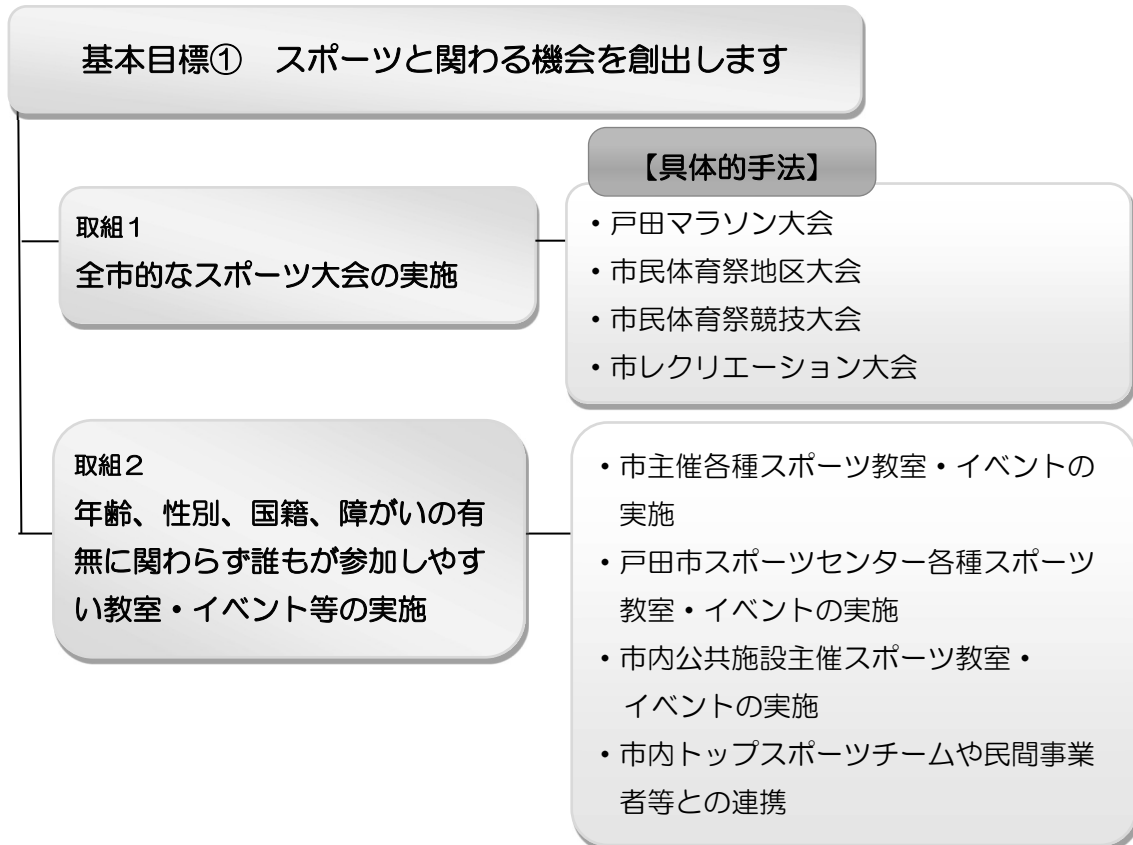 基本目標①　スポーツと関わる機会を創出します
【具体的手法】
取組１
全市的なスポーツ大会の実施
・戸田マラソン大会
・市民体育祭地区大会
・市民体育祭競技大会
・市レクリエーション大会
取組２
年齢、性別、国籍、障がいの有
無に関わらず誰もが参加しやす
い教室・イベント等の実施
・市主催各種スポーツ教室・イベントの
実施
・戸田市スポーツセンター各種スポーツ
教室・イベントの実施
・市内公共施設主催スポーツ教室・
イベントの実施
・市内トップスポーツチームや民間事業
者等との連携